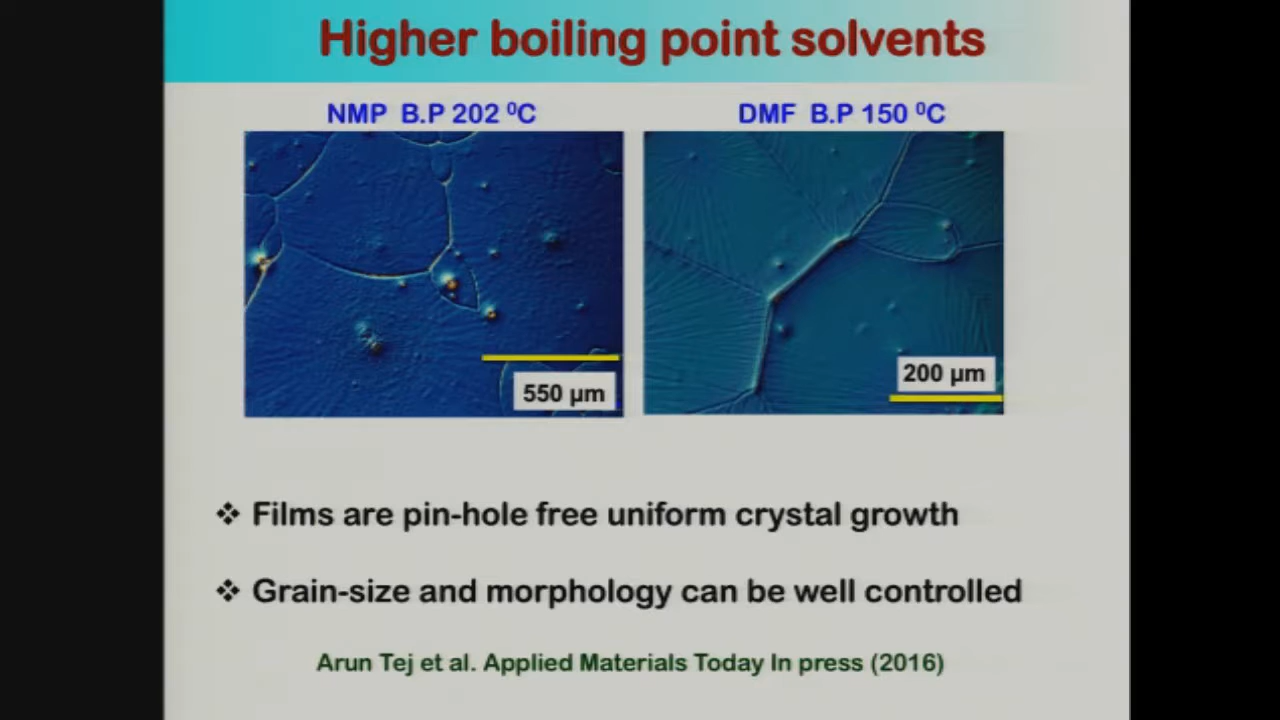 Higher boiling point solvents
NMP B.P 202 ⁰C
DMF B.P 150 ⁰C
550 µm
200 µm
❖ Films are pin-hole free uniform crystal growth
❖ Grain-size and morphology can be well controlled
Arun Tej et al. Applied Materials Today In press (2016)